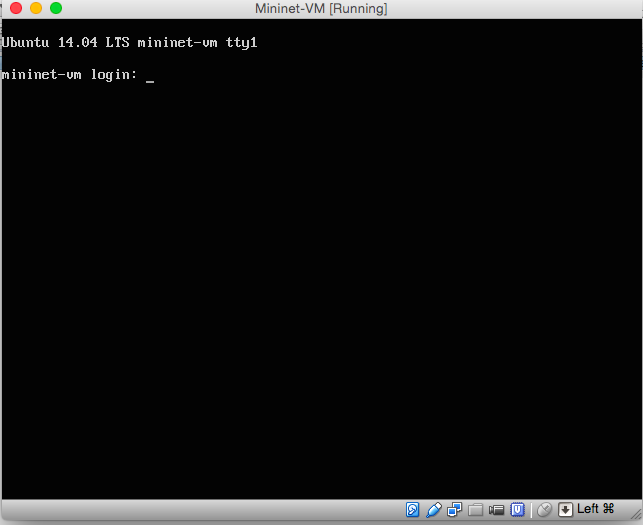 Mininet-VM [Running]
Ubuntu 14.04 LTS mininet-vm tty1
mininet-vm login: _
Left ⌘